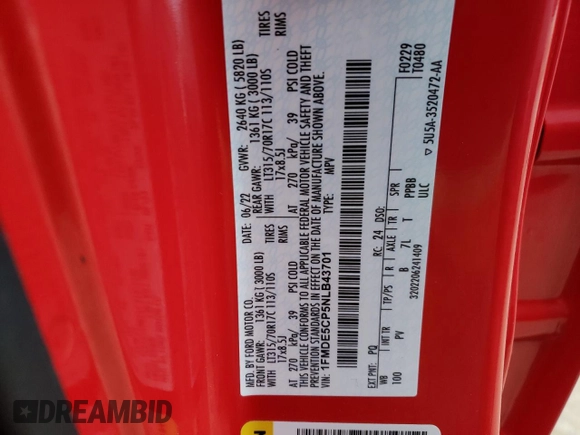 MFD. BY FORD MOTOR CO.
DATE: 06/22 GVWR: 2640 KG ( 5820 LB)
FRONT GAWR: 1361 KG ( 3000 LB) REAR GAWR: 1361 KG ( 3000 LB)
WITH LT315/70R17C 113/110S TIRES WITH LT315/70R17C 113/110S TIRES
17x8.5J RIMS 17x8.5J RIMS
AT 270 kPa/ 39 PSI COLD AT 270 kPa/ 39 PSI COLD
THIS VEHICLE CONFORMS TO ALL APPLICABLE FEDERAL MOTOR VEHICLE SAFETY AND THEFT
PREVENTION STANDARDS IN EFFECT ON THE DATE OF MANUFACTURE SHOWN ABOVE.
VIN: 1FMDE5CP5NLB43701 TYPE: MPV
F0229
T0480
EXT PNT: PQ RC: 24 DSO:
WB INT TR TP/PS R AXLE TR SPR
100 PV B 7L T PPBB
ULC
3202206241409
▽ 5U5A-3520472-AA
DREAMBID